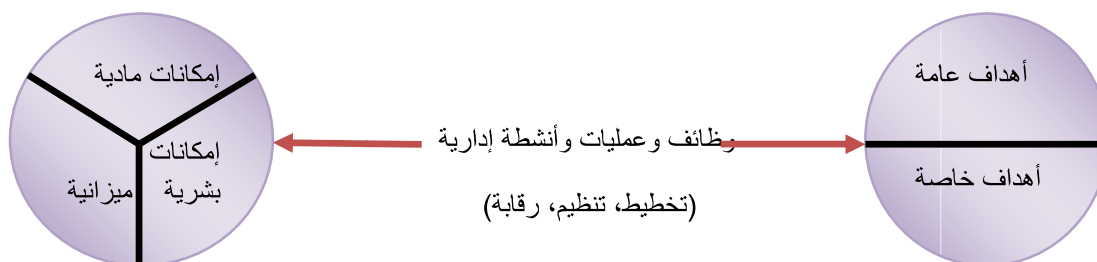 أهداف عامة
أهداف خاصة
وظائف وعمليات وأنشطة إدارية
(تخطيط، تنظيم، رقابة)
إمكانات مادية
إمكانات
بشرية
ميزانية